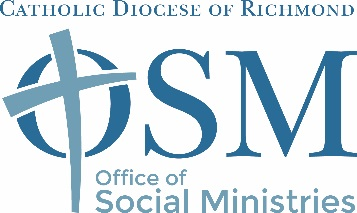 CATHOLIC DIOCESE OF RICHMOND
OSM
Office of
Social Ministries